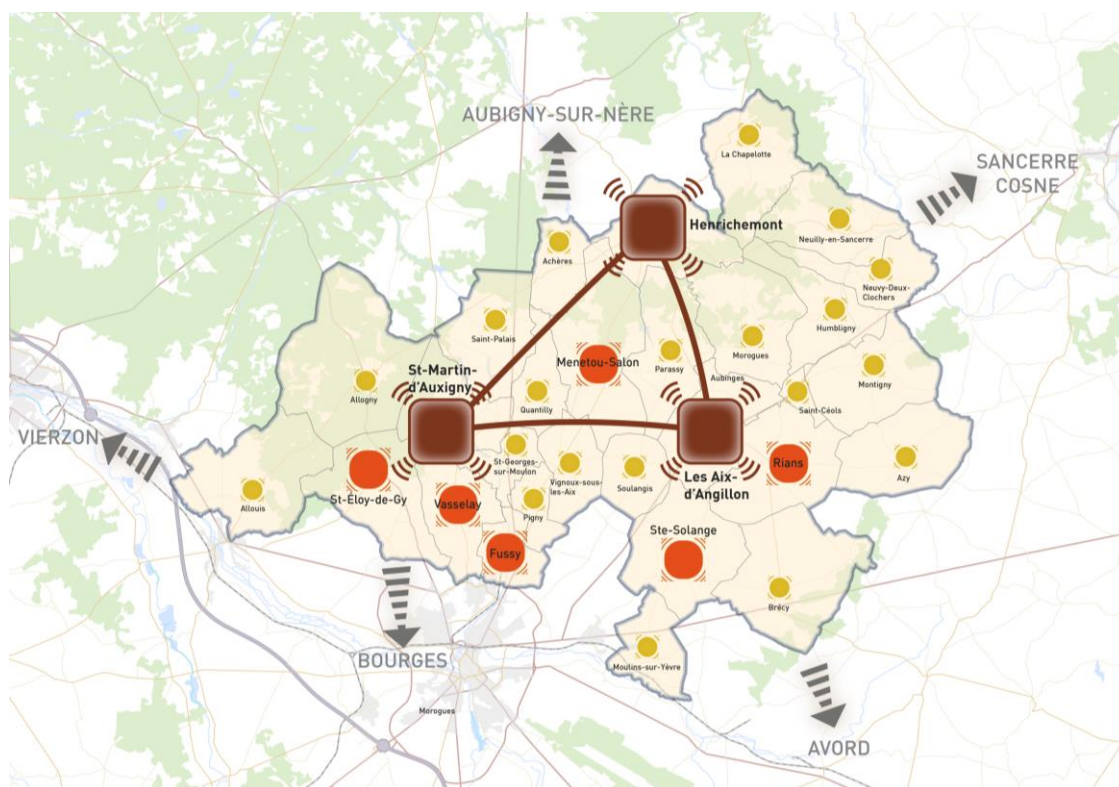 AUBIGNY-SUR-NÈRE
La Chapelotte
SANCERRE
COSNE
Henrichemont
Neuilly-en-Sancerre
Achères
Neuvy-Deux-
Clochers
Humbligny
Saint-Palais
Menetou-Salon
Parassy
Morogues
Aubinges
Montigny
St-Martin-
d'Auxigny
Allogny
Quantilly
Saint-Céols
VIERZON
St-Georges-
sur-Moulon
Vignoux-sous-
les-Aix
Soulangis
Les Aix-
d'Angillon
Rians
Azy
Allouis
St-Éloy-de-Gy
Vasselay
Pigny
Fussy
Ste-Solange
Brécy
BOURGES
Moulins-sur-Yèvre
Morogues
AVORD